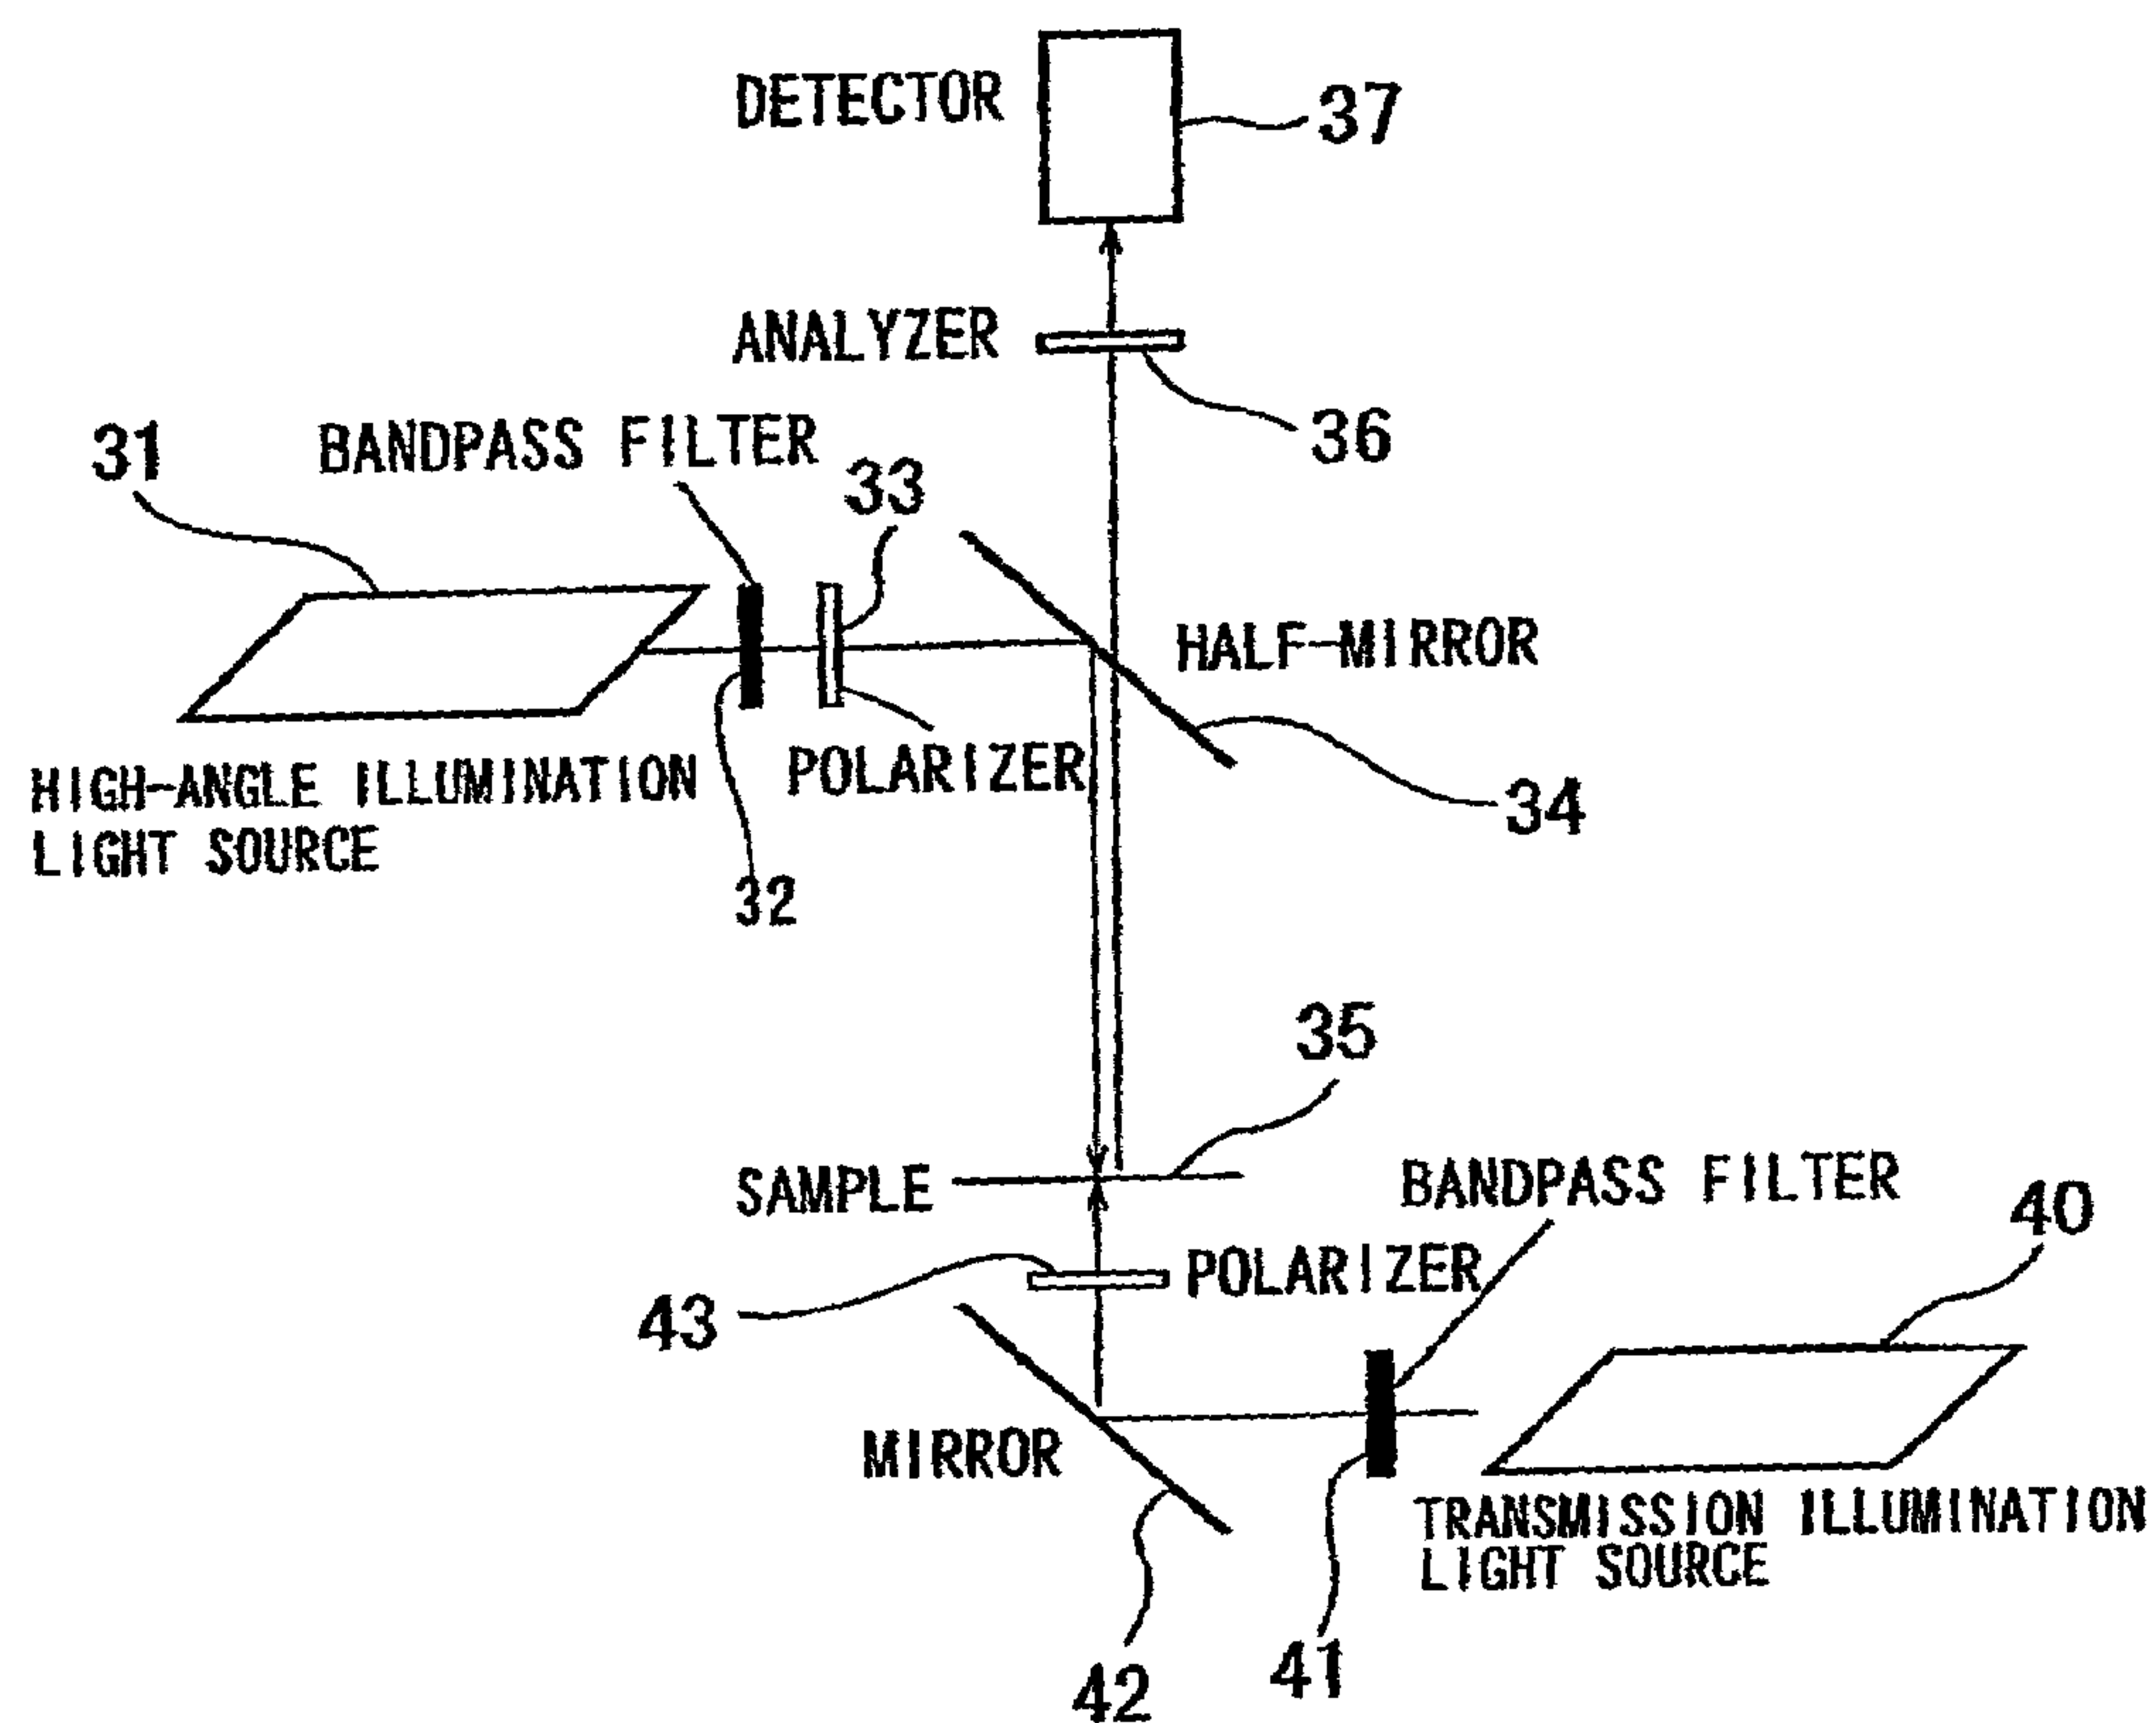 DETECTOR
37
ANALYZER
36
31
BANDPASS FILTER
33
HALF-MIRROR
POLARIZER
HIGH-ANGLE ILLUMINATION
LIGHT SOURCE
34
32
35
SAMPLE
BANDPASS FILTER
40
POLARIZER
43
MIRROR
TRANSMISSION ILLUMINATION
LIGHT SOURCE
41
42